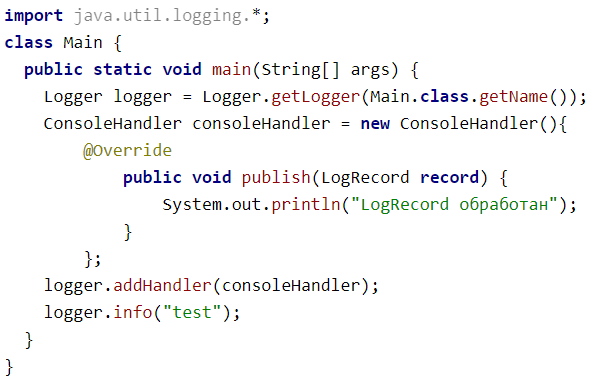 import java.util.logging.*;
class Main {
  public static void main(String[] args) {
    Logger logger = Logger.getLogger(Main.class.getName());
    ConsoleHandler consoleHandler = new ConsoleHandler(){
        @Override
            public void publish(LogRecord record) {
                System.out.println("LogRecord обработан");
            }
        };
    logger.addHandler(consoleHandler);
    logger.info("test");
  }
}